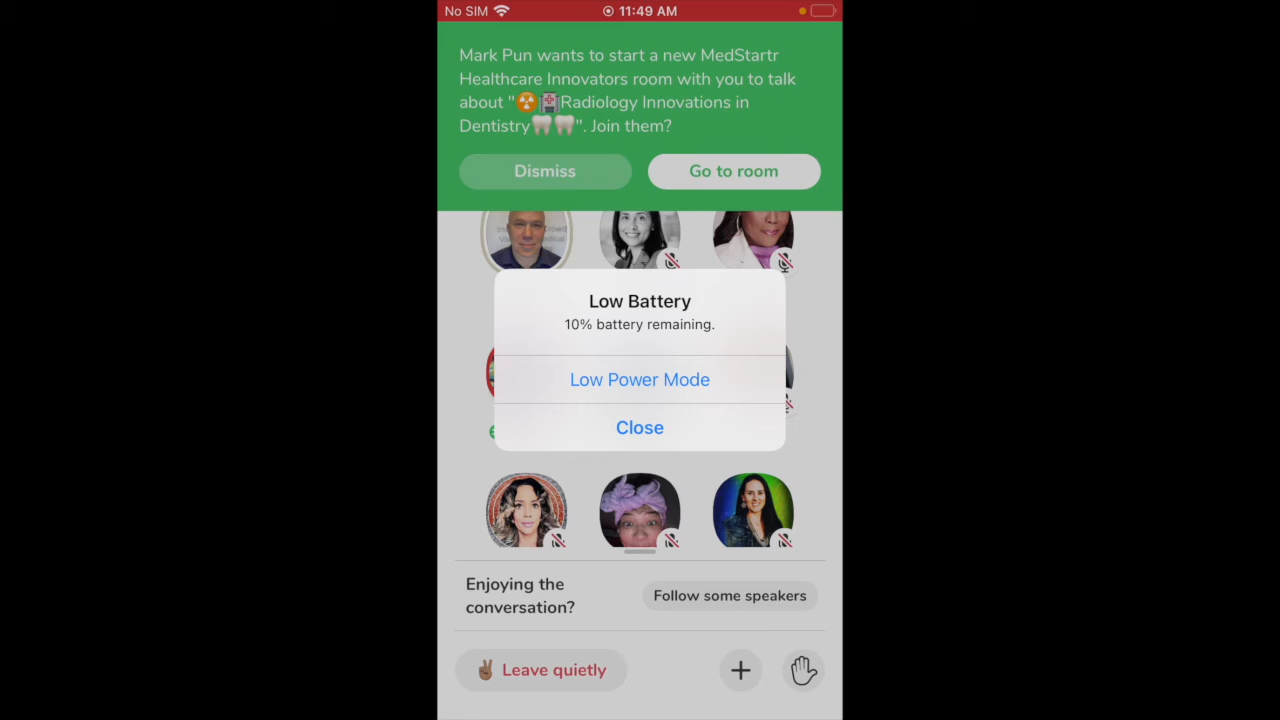 No SIM 11:49 AM
Mark Pun wants to start a new MedStartr
Healthcare Innovators room with you to talk
about "☢️🏥Radiology Innovations in
Dentistry🦷🦷". Join them?
Dismiss Go to room
Low Battery
10% battery remaining.
Low Power Mode
Close
Enjoying the
conversation?
Follow some speakers
✌🏽 Leave quietly